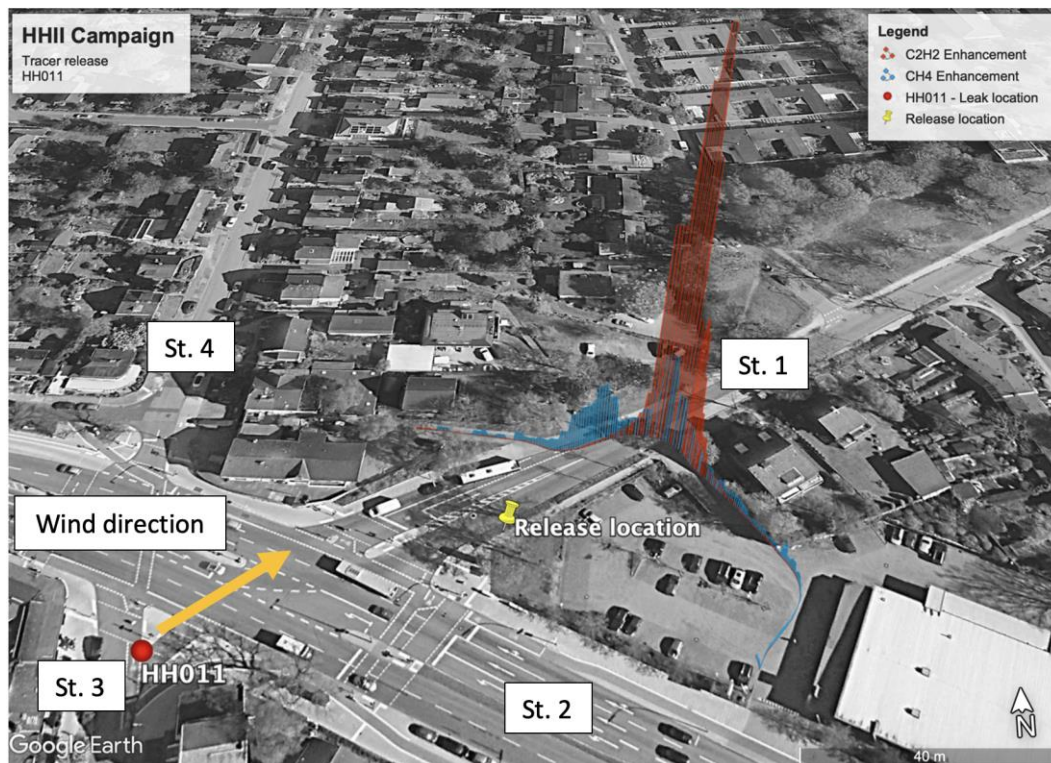 HHII Campaign
Tracer release
HH011
Legend
C2H2 Enhancement
CH4 Enhancement
HH011 - Leak location
Release location
St. 4
St. 1
Wind direction
Release location
HH011
St. 3
St. 2
N
Google Earth
40 m